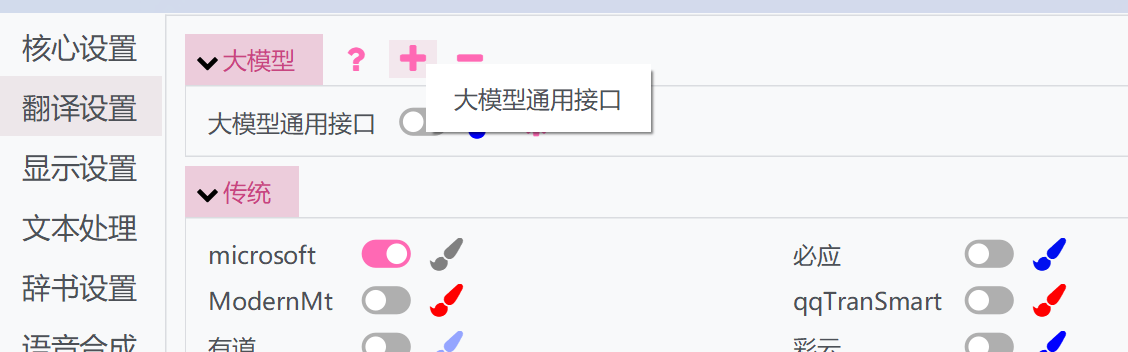 核心设置
翻译设置
显示设置
文本处理
辞书设置
语音合成
大模型 ?
大模型通用接口
大模型通用接口
传统
microsoft 必应
ModernMt qqTranSmart
有道 彩云